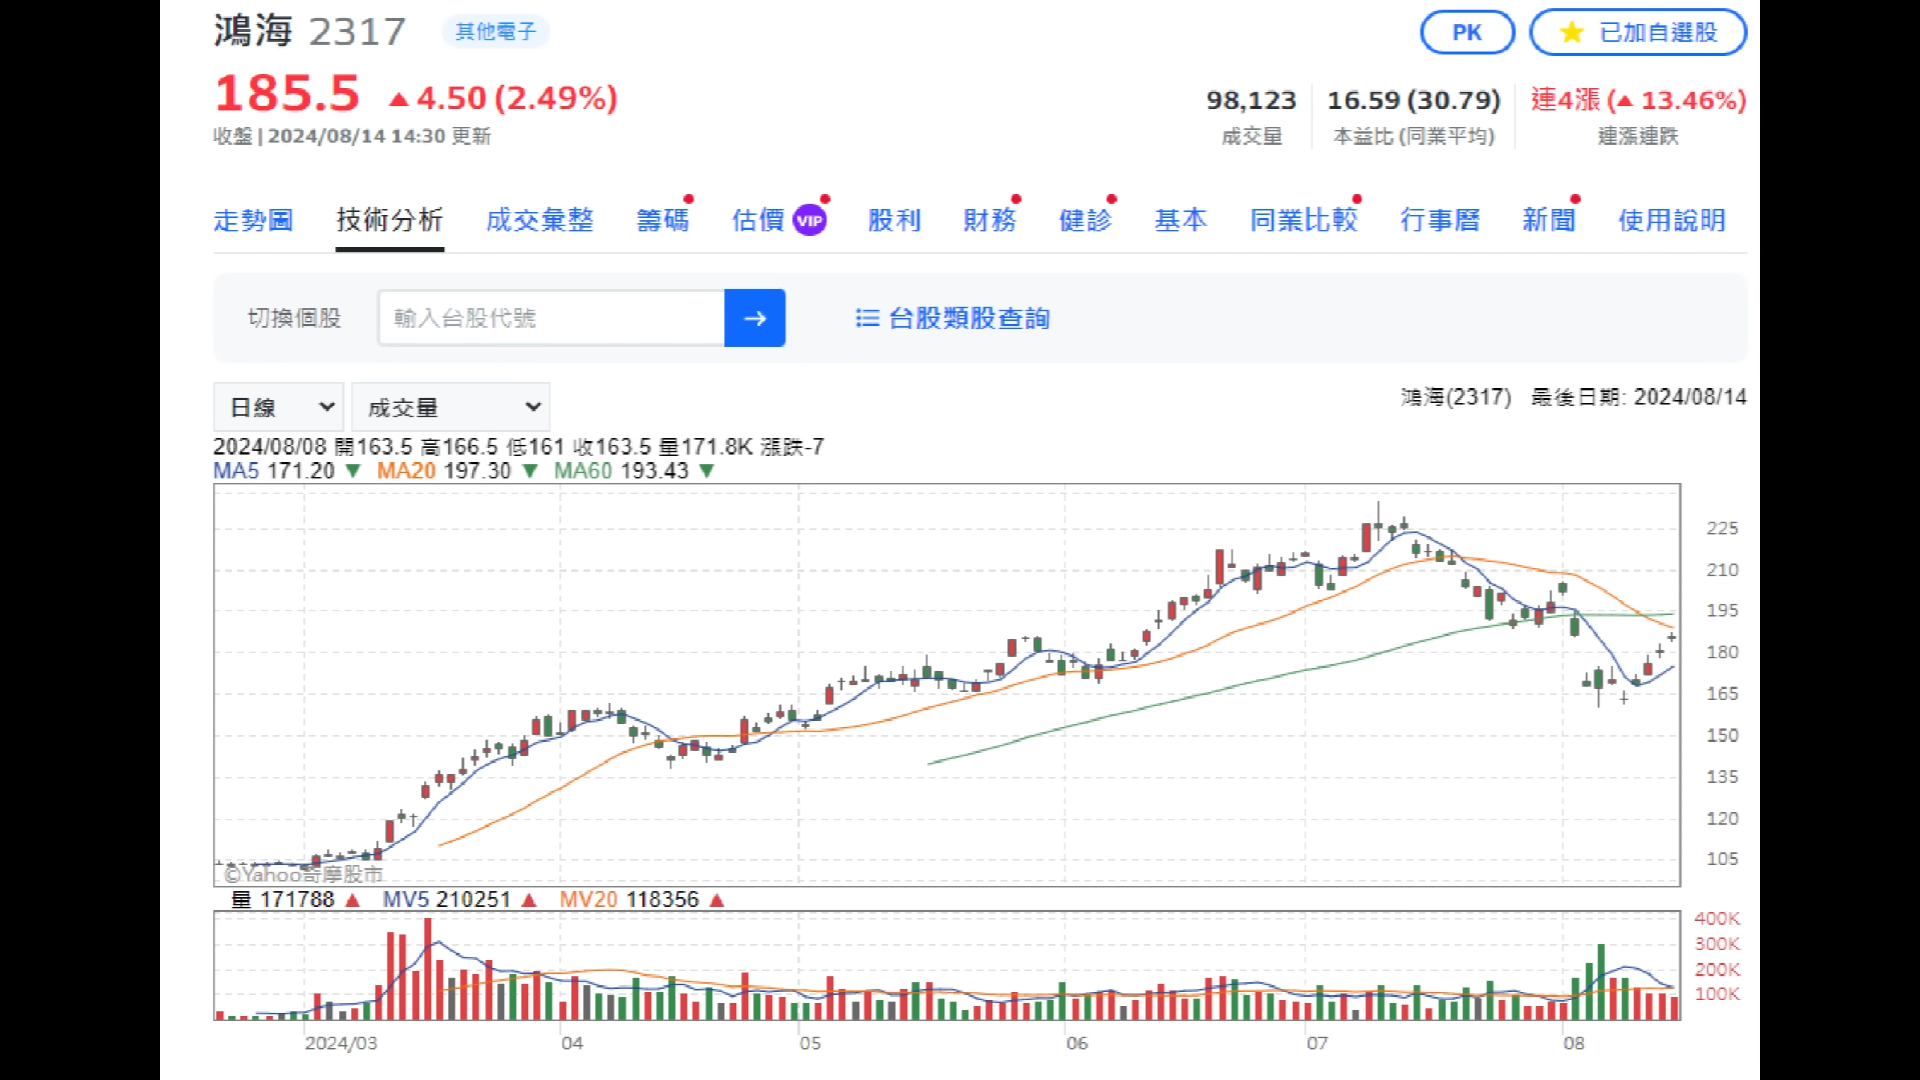 鴻海 2317 其他電子 PK 已加自選股
185.5 ▲4.50 (2.49%) 98,123 16.59 (30.79) 連4漲 (▲ 13.46%)
收盤 | 2024/08/14 14:30 更新 成交量 本益比 (同業平均) 連漲連跌
走勢圖 技術分析 成交彙整 籌碼 估價 VIP 股利 財務 健診 基本 同業比較 行事曆 新聞 使用說明
切換個股 輸入台股代號 → 台股類股查詢
日線 成交量 鴻海(2317) 最後日期: 2024/08/14
2024/08/08 開163.5 高166.5 低161 收163.5 量171.8K 漲跌-7
MA5 171.20 ▼ MA20 197.30 ▼ MA60 193.43 ▼
225
210
195
180
165
150
135
120
105
©Yahoo奇摩股市
量 171788 ▲ MV5 210251 ▲ MV20 118356 ▲
400K
300K
200K
100K
2024/03 04 05 06 07 08